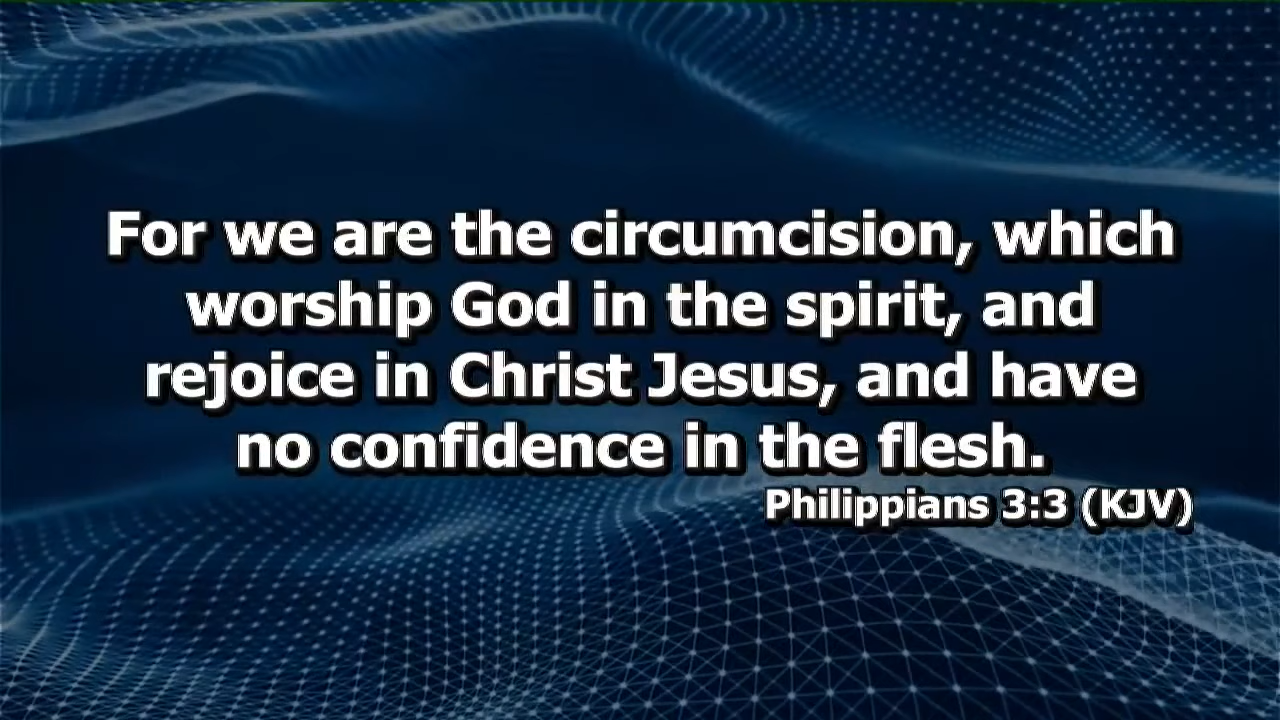 For we are the circumcision, which
worship God in the spirit, and
rejoice in Christ Jesus, and have
no confidence in the flesh.
Philippians 3:3 (KJV)